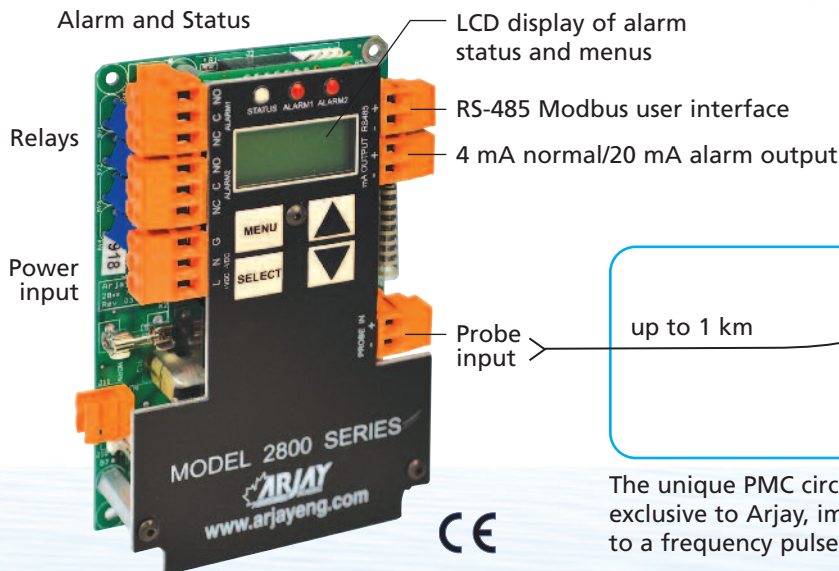 Alarm and Status
LCD display of alarm
status and menus
Relays
RS-485 Modbus user interface
4 mA normal/20 mA alarm output
Power
input
Probe
input
up to 1 km
STATUS ALARM1 ALARM2
NO
C
NC
ALARM1
NO
C
NC
ALARM2
G
N -VDC
L +VDC
+
-
RS485
+
-
mA OUTPUT
MENU
SELECT
PROBE IN
+
-
918
MODEL 2800 SERIES
ARJAY
www.arjayeng.com
CE
The unique PMC circ
exclusive to Arjay, im
to a frequency pulse